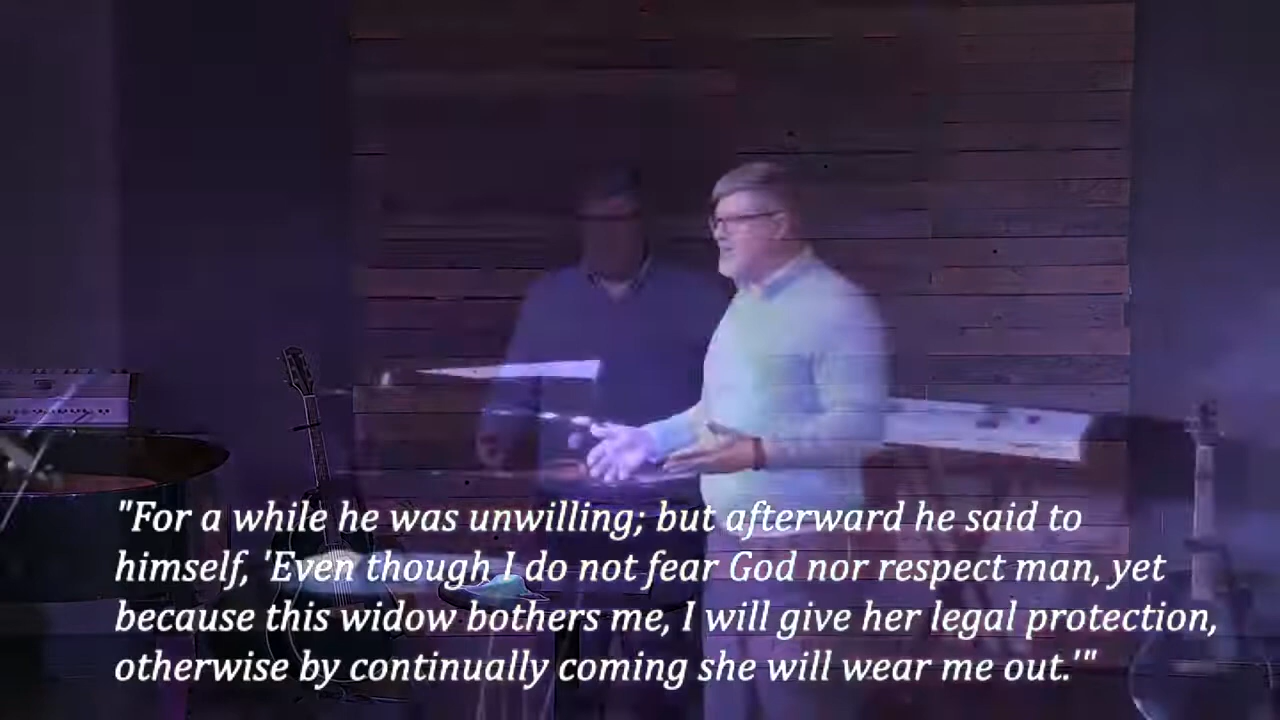 "For a while he was unwilling; but afterward he said to
himself, 'Even though I do not fear God nor respect man, yet
because this widow bothers me, I will give her legal protection,
otherwise by continually coming she will wear me out.'"